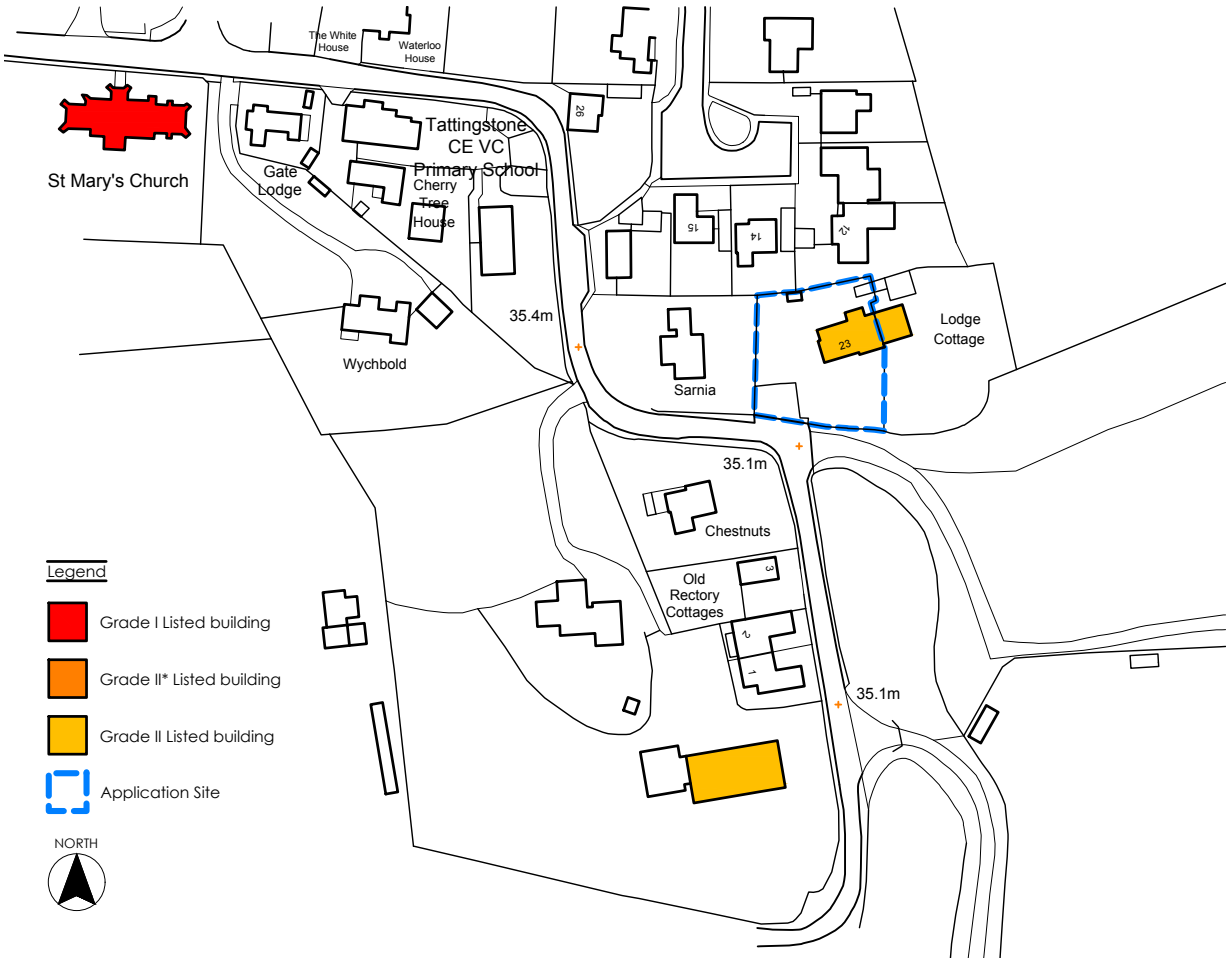 The White
House
Waterloo
House
26
Tattingstone
CE VC
Primary School
St Mary's Church
Gate
Lodge
Cherry
Tree
House
15
14
12
35.4m
Lodge
Cottage
23
Wychbold
Sarnia
35.1m
Chestnuts
Old
Rectory
Cottages
3
2
1
35.1m
Legend
Grade I Listed building
Grade II* Listed building
Grade II Listed building
Application Site
NORTH